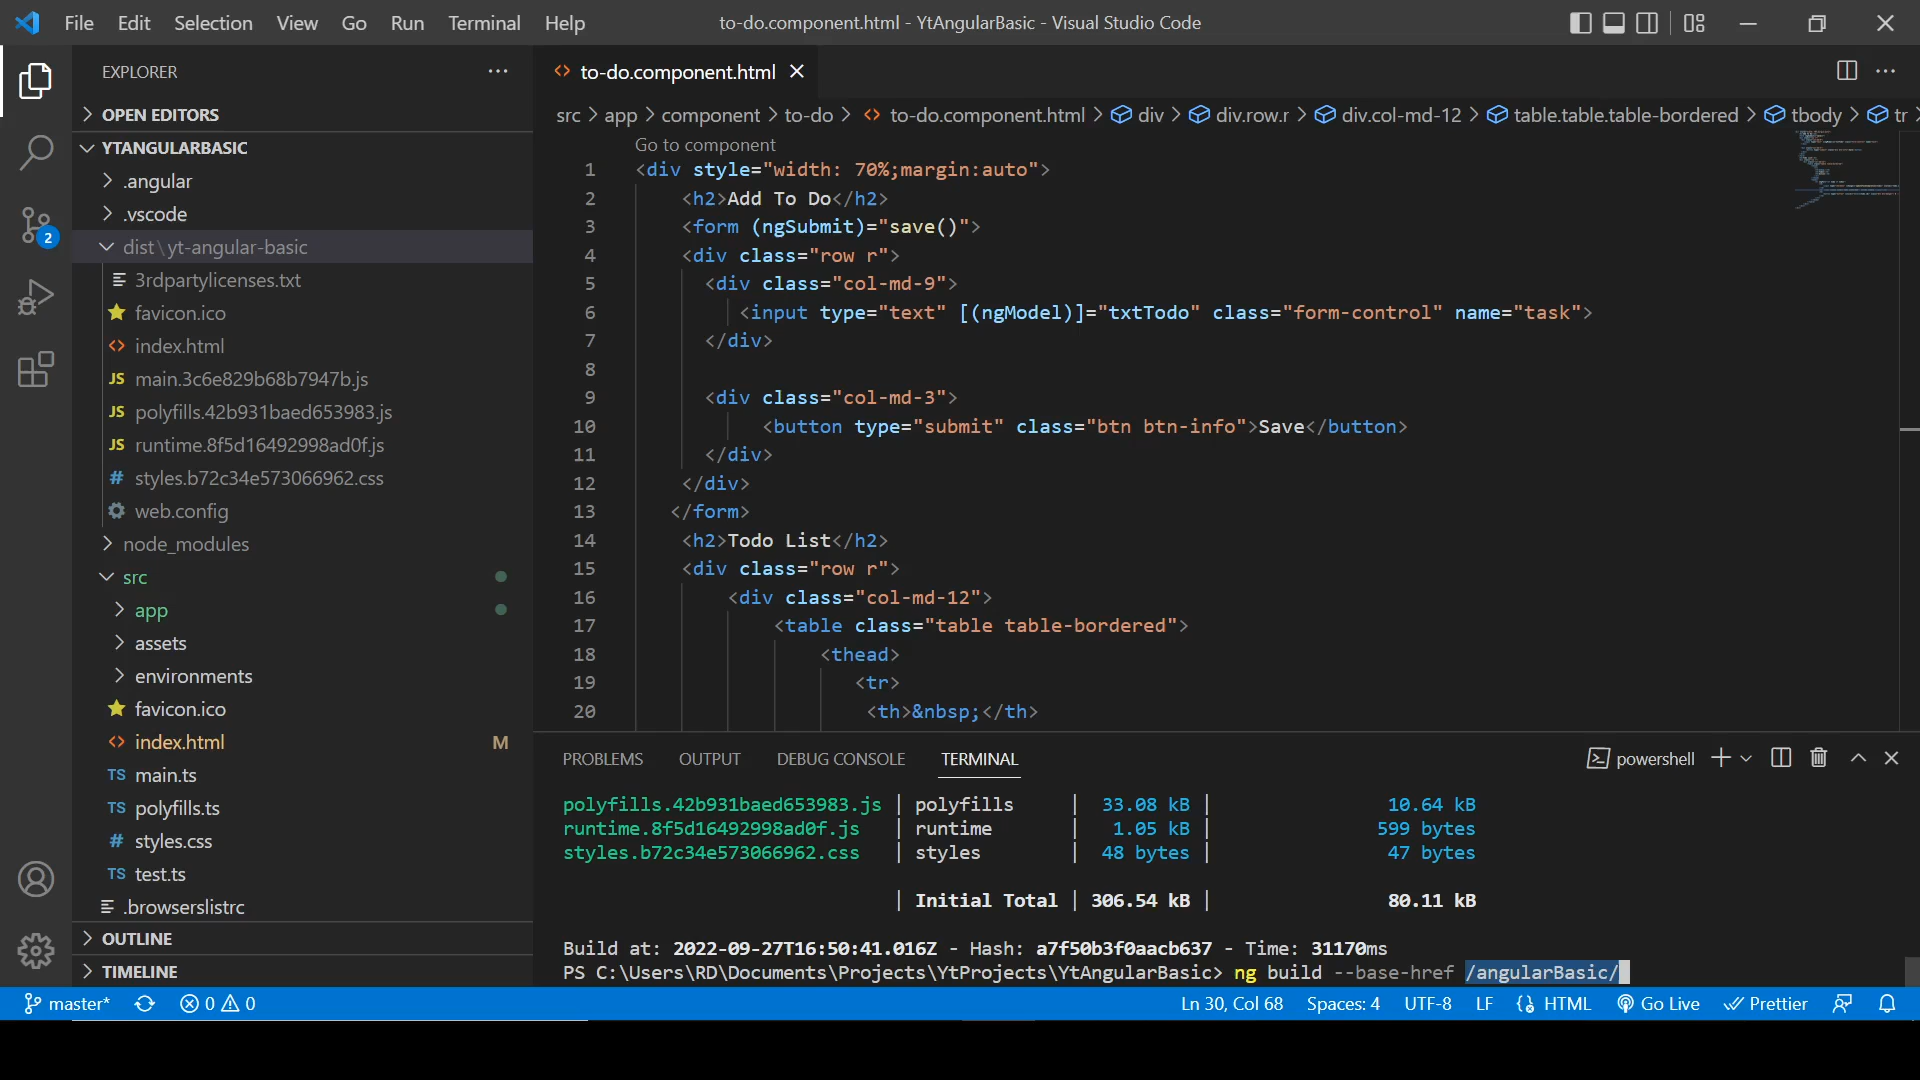 File Edit Selection View Go Run Terminal Help
to-do.component.html - YtAngularBasic - Visual Studio Code
EXPLORER
OPEN EDITORS
YTANGULARBASIC
.angular
.vscode
dist\yt-angular-basic
3rdpartylicenses.txt
favicon.ico
index.html
JS main.3c6e829b68b7947b.js
JS polyfills.42b931baed653983.js
JS runtime.8f5d16492998ad0f.js
# styles.b72c34e573066962.css
web.config
node_modules
src
app
assets
environments
favicon.ico
index.html M
TS main.ts
TS polyfills.ts
# styles.css
TS test.ts
.browserslistrc
OUTLINE
TIMELINE
2
to-do.component.html
src > app > component > to-do > to-do.component.html > div > div.row.r > div.col-md-12 > table.table.table-bordered > tbody > tr >
Go to component
1 <div style="width: 70%;margin:auto">
2 <h2>Add To Do</h2>
3 <form (ngSubmit)="save()">
4 <div class="row r">
5 <div class="col-md-9">
6 <input type="text" [(ngModel)]="txtTodo" class="form-control" name="task">
7 </div>
8
9 <div class="col-md-3">
10 <button type="submit" class="btn btn-info">Save</button>
11 </div>
12 </div>
13 </form>
14 <h2>Todo List</h2>
15 <div class="row r">
16 <div class="col-md-12">
17 <table class="table table-bordered">
18 <thead>
19 <tr>
20 <th>&nbsp;</th>
PROBLEMS OUTPUT DEBUG CONSOLE TERMINAL
powershell
polyfills.42b931baed653983.js | polyfills | 33.08 kB | 10.64 kB
runtime.8f5d16492998ad0f.js | runtime | 1.05 kB | 599 bytes
styles.b72c34e573066962.css | styles | 48 bytes | 47 bytes
| Initial Total | 306.54 kB | 80.11 kB
Build at: 2022-09-27T16:50:41.016Z - Hash: a7f50b3f0aacb637 - Time: 31170ms
PS C:\Users\RD\Documents\Projects\YtProjects\YtAngularBasic> ng build --base-href /angularBasic/
master* 0 0
Ln 30, Col 68 Spaces: 4 UTF-8 LF HTML Go Live Prettier